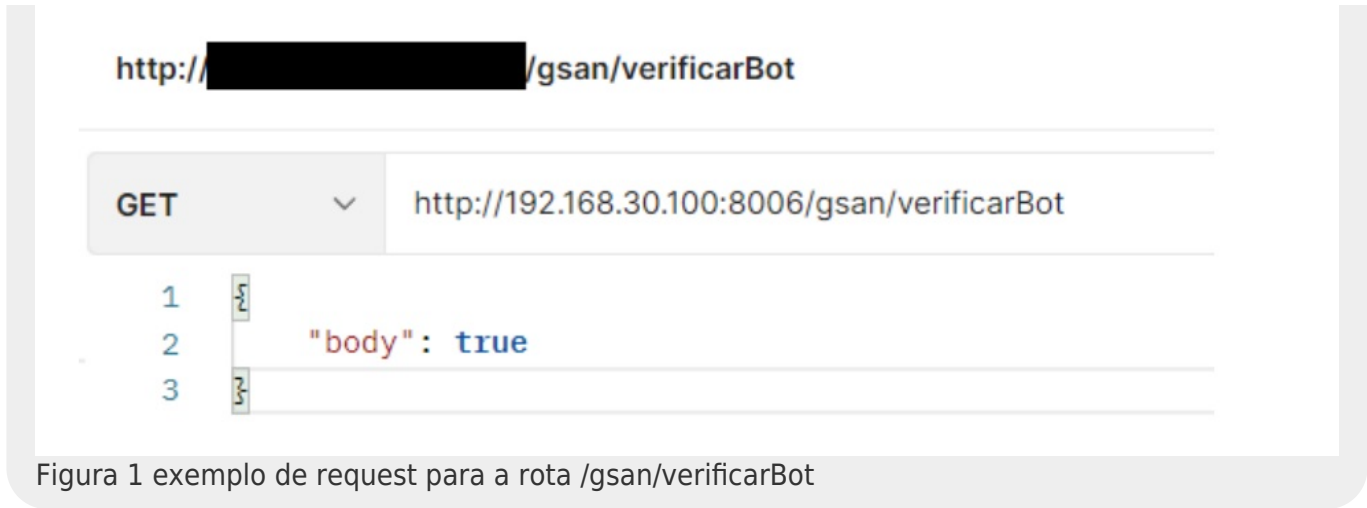 http:// /gsan/verificarBot
GET http://192.168.30.100:8006/gsan/verificarBot
1 {
2 "body": true
3 }
Figura 1 exemplo de request para a rota /gsan/verificarBot